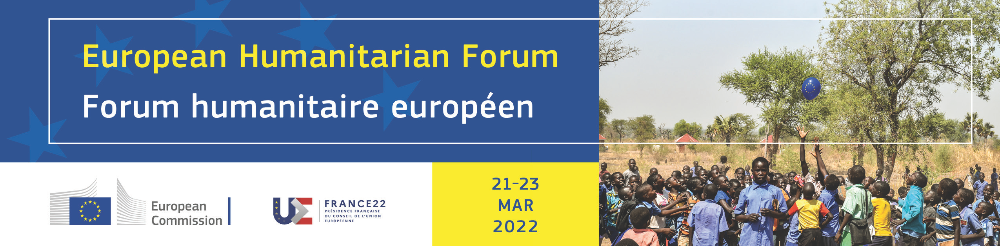 European Humanitarian Forum
Forum humanitaire européen
European
Commission
UE
FRANCE22
PRÉSIDENCE FRANÇAISE
DU CONSEIL DE L'UNION
EUROPÉENNE
21-23
MAR
2022